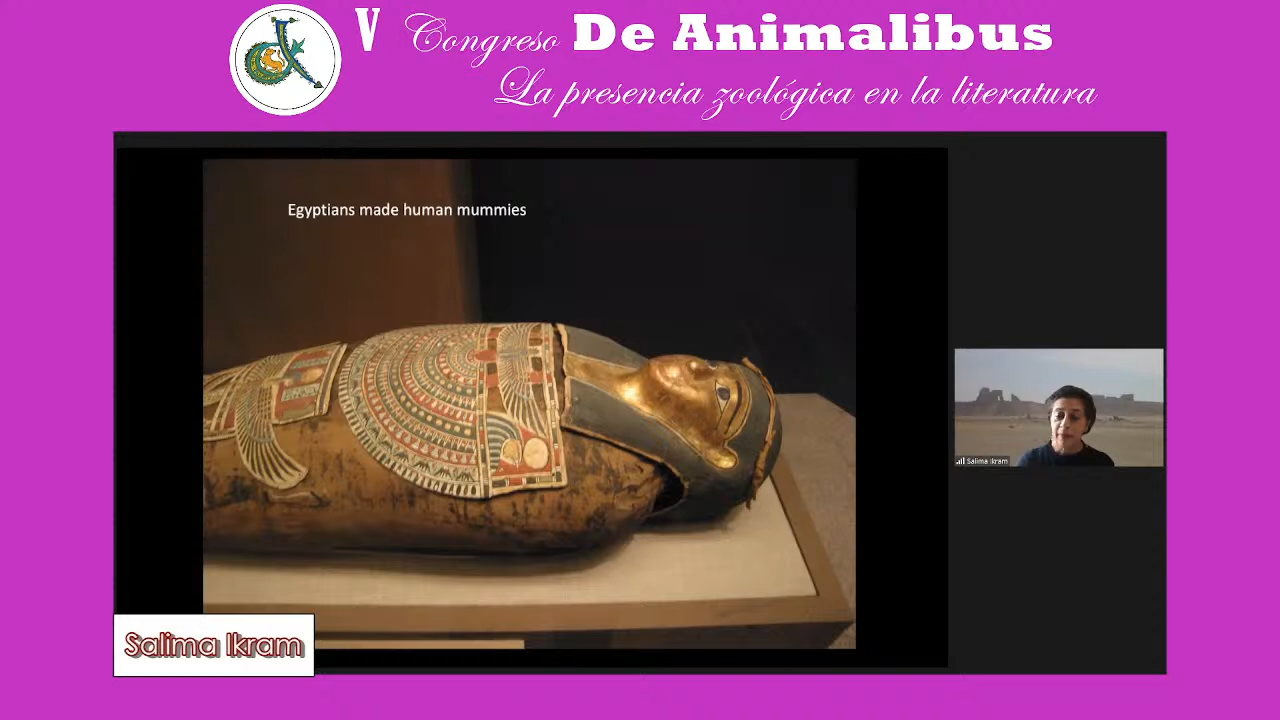 V Congreso De Animalibus
La presencia zoológica en la literatura
Egyptians made human mummies
Salima Ikram
Salima Ikram